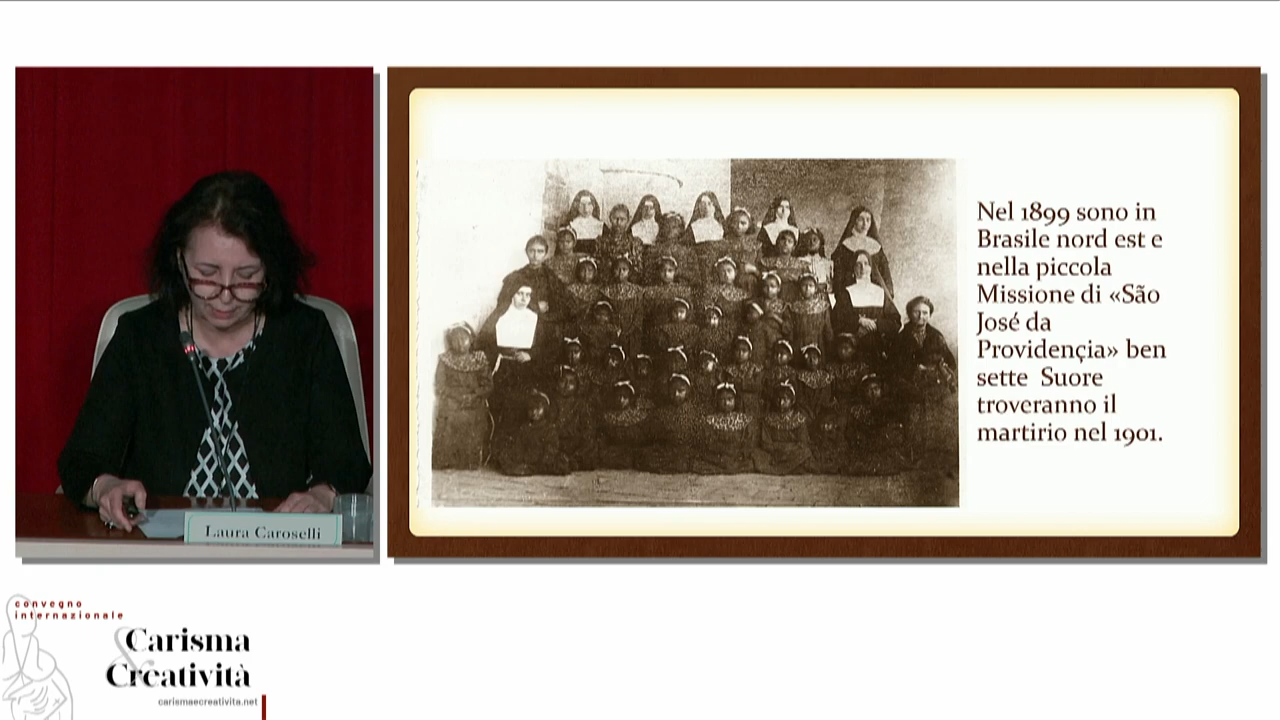 Nel 1899 sono in
Brasile nord est e
nella piccola
Missione di «São
José da
Providençia» ben
sette Suore
troveranno il
martirio nel 1901.
Laura Caroselli
convegno
internazionale
Carisma
&
Creatività
carismaecreativita.net